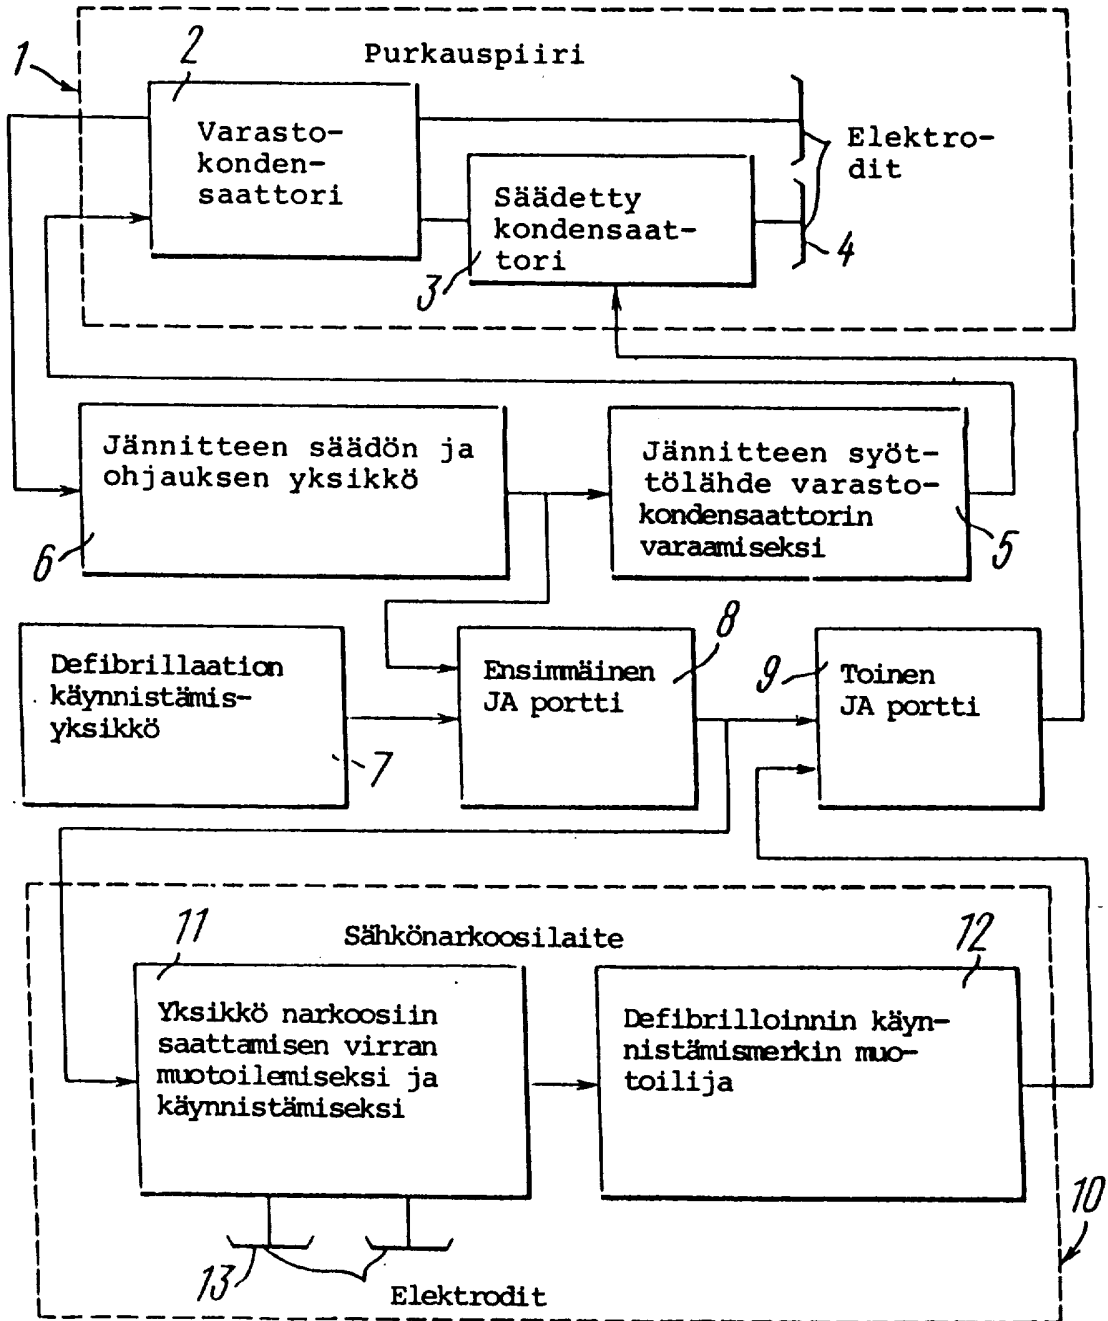 1
2
Purkauspiiri
Varasto-
konden-
saattori
Elektro-
dit
Säädetty
kondensaat-
tori
3
4
Jännitteen säädön ja
ohjauksen yksikkö
6
Jännitteen syöt-
tölähde varasto-
kondensaattorin
varaamiseksi
5
Defibrillaation
käynnistämis-
yksikkö
7
Ensimmäinen
JA portti
8
9
Toinen
JA portti
11
Sähkönarkoosilaite
12
Yksikkö narkoosiin
saattamisen virran
muotoilemiseksi ja
käynnistämiseksi
Defibrilloinnin käyn-
nistämismerkin muo-
toilija
10
13
Elektrodit